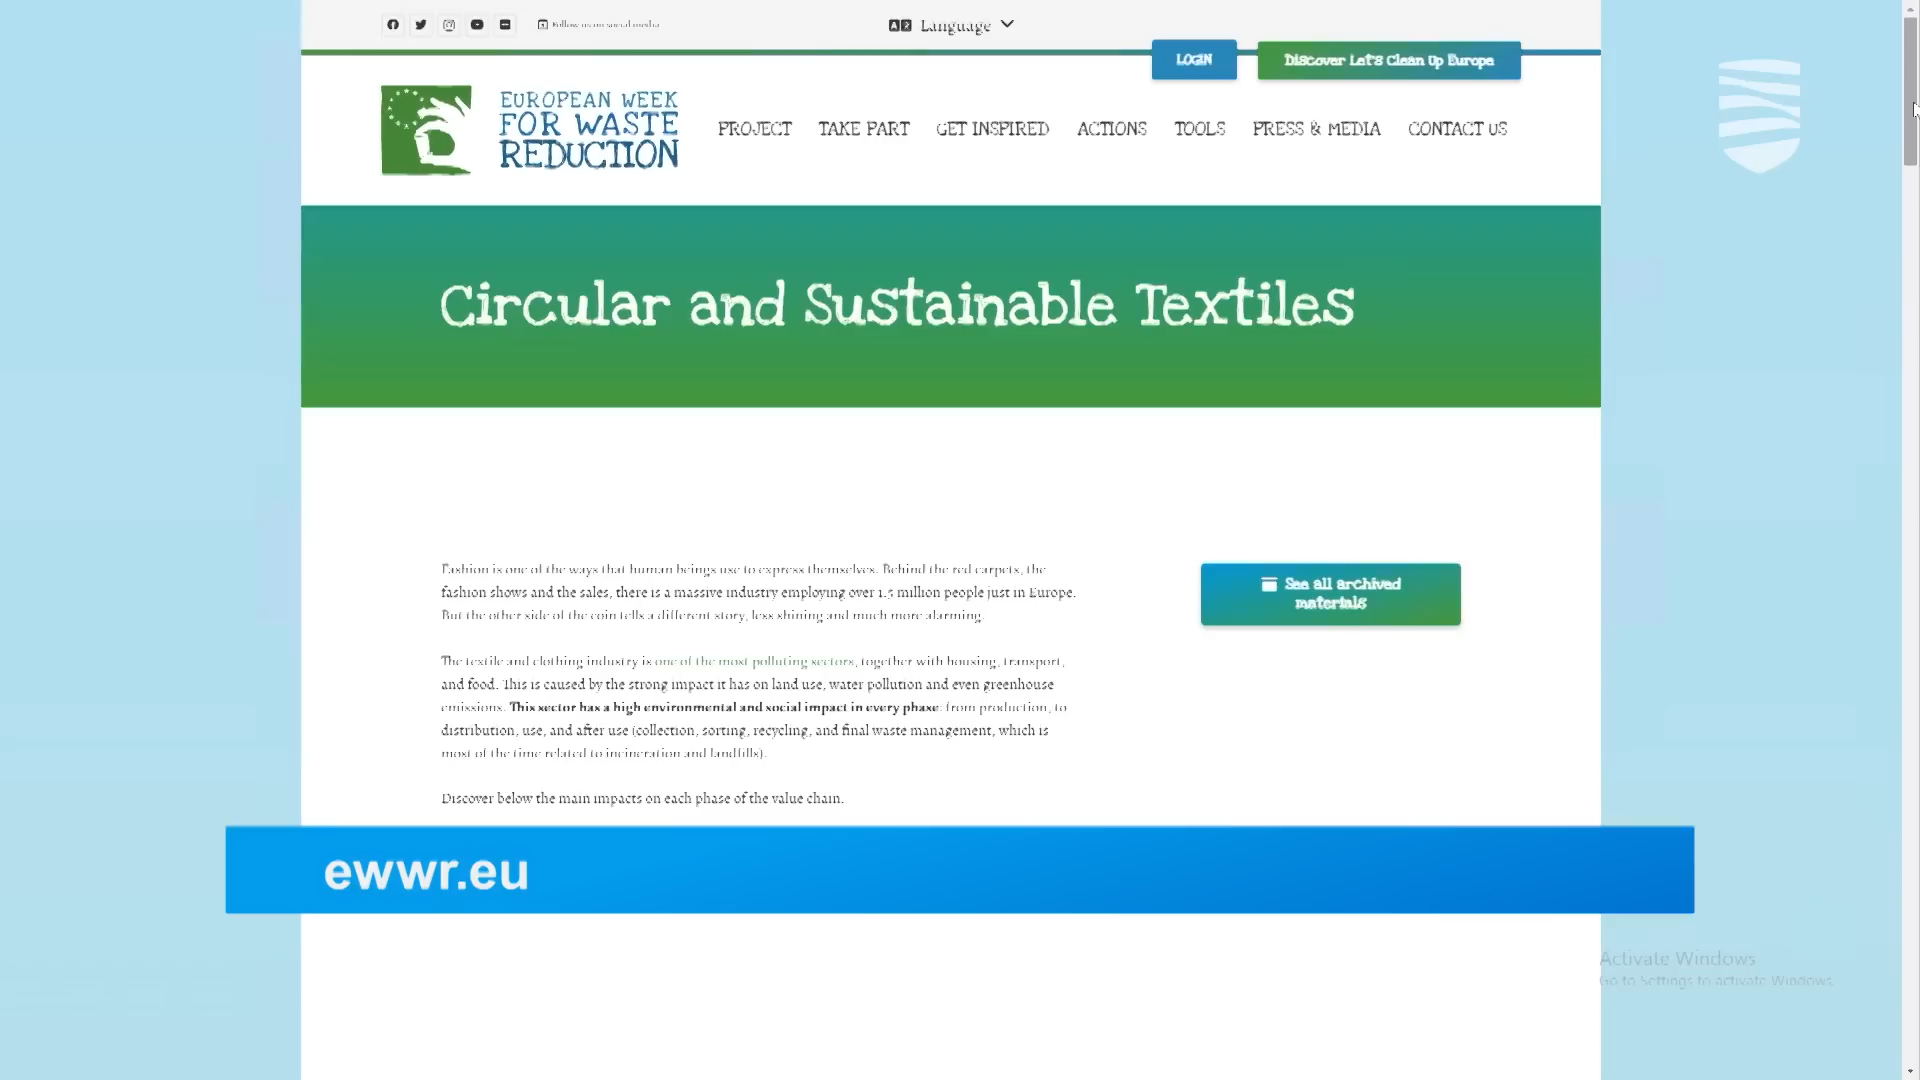 Follow us on social media
Language
LOGIN
Discover Let's Clean Up Europe
EUROPEAN WEEK
FOR WASTE
REDUCTION
PROJECT TAKE PART GET INSPIRED ACTIONS TOOLS PRESS & MEDIA CONTACT US
Circular and Sustainable Textiles
Fashion is one of the ways that human beings use to express themselves. Behind the red carpets, the
fashion shows and the sales, there is a massive industry employing over 1.5 million people just in Europe.
But the other side of the coin tells a different story, less shining and much more alarming.
The textile and clothing industry is one of the most polluting sectors, together with housing, transport,
and food. This is caused by the strong impact it has on land use, water pollution and even greenhouse
emissions. This sector has a high environmental and social impact in every phase: from production, to
distribution, use, and after use (collection, sorting, recycling, and final waste management, which is
most of the time related to incineration and landfills).
Discover below the main impacts on each phase of the value chain.
See all archived
materials
ewwr.eu
Activate Windows
Go to Settings to activate Windows.